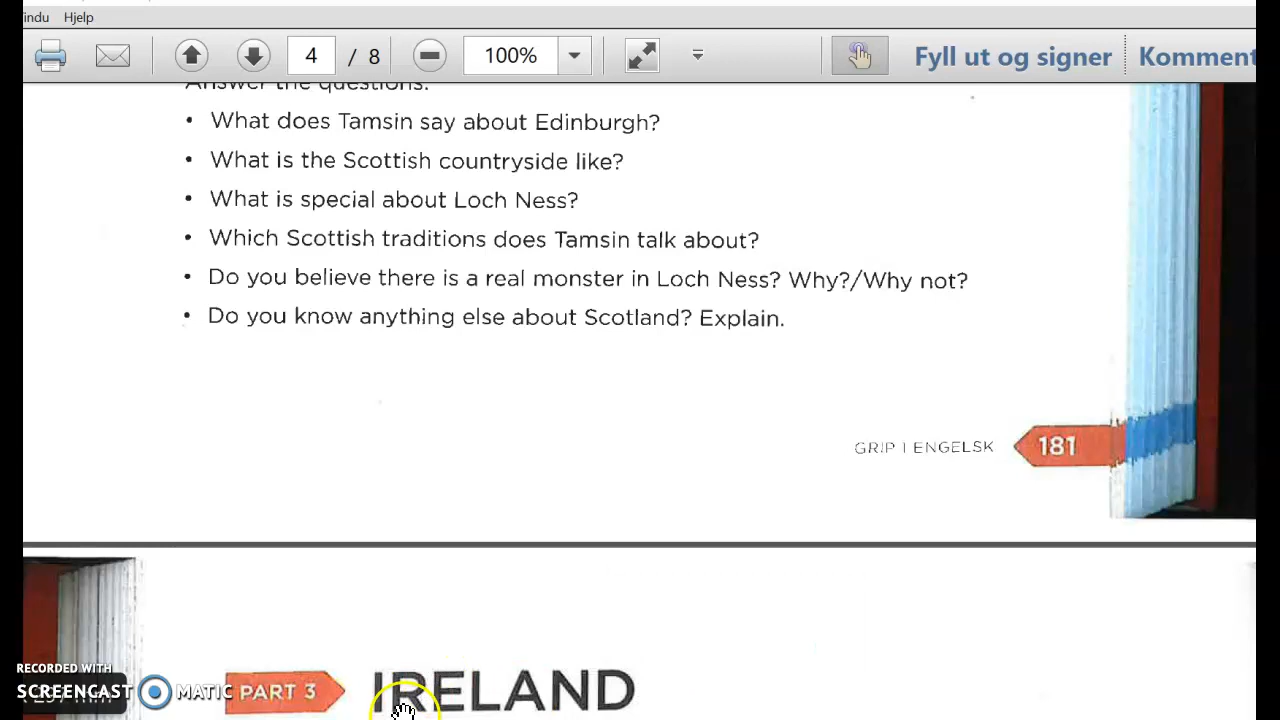 indu Hjelp
4 / 8 100% Fyll ut og signer Komment
Answer the questions:
• What does Tamsin say about Edinburgh?
• What is the Scottish countryside like?
• What is special about Loch Ness?
• Which Scottish traditions does Tamsin talk about?
• Do you believe there is a real monster in Loch Ness? Why?/Why not?
• Do you know anything else about Scotland? Explain.
GRIP I ENGELSK 181
PART 3 IRELAND
RECORDED WITH
SCREENCAST MATIC